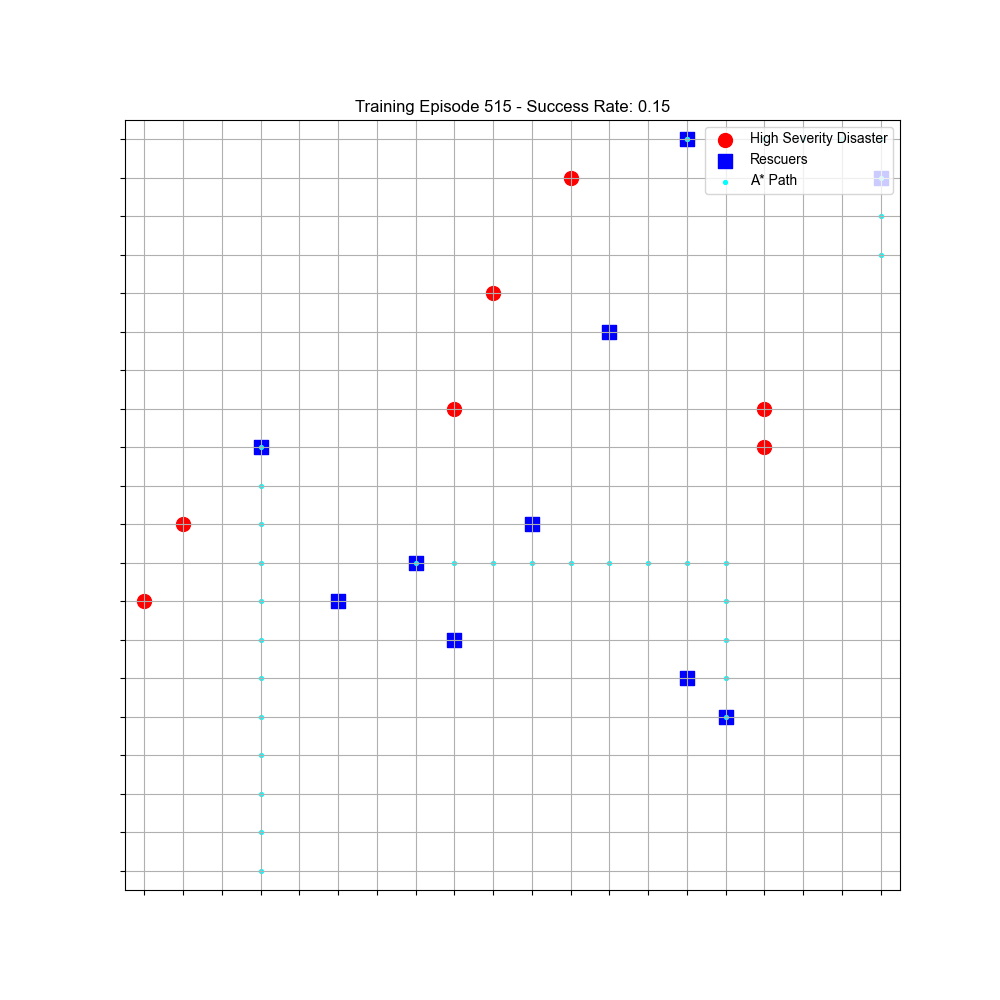 Training Episode 515 - Success Rate: 0.15
High Severity Disaster
Rescuers
A* Path